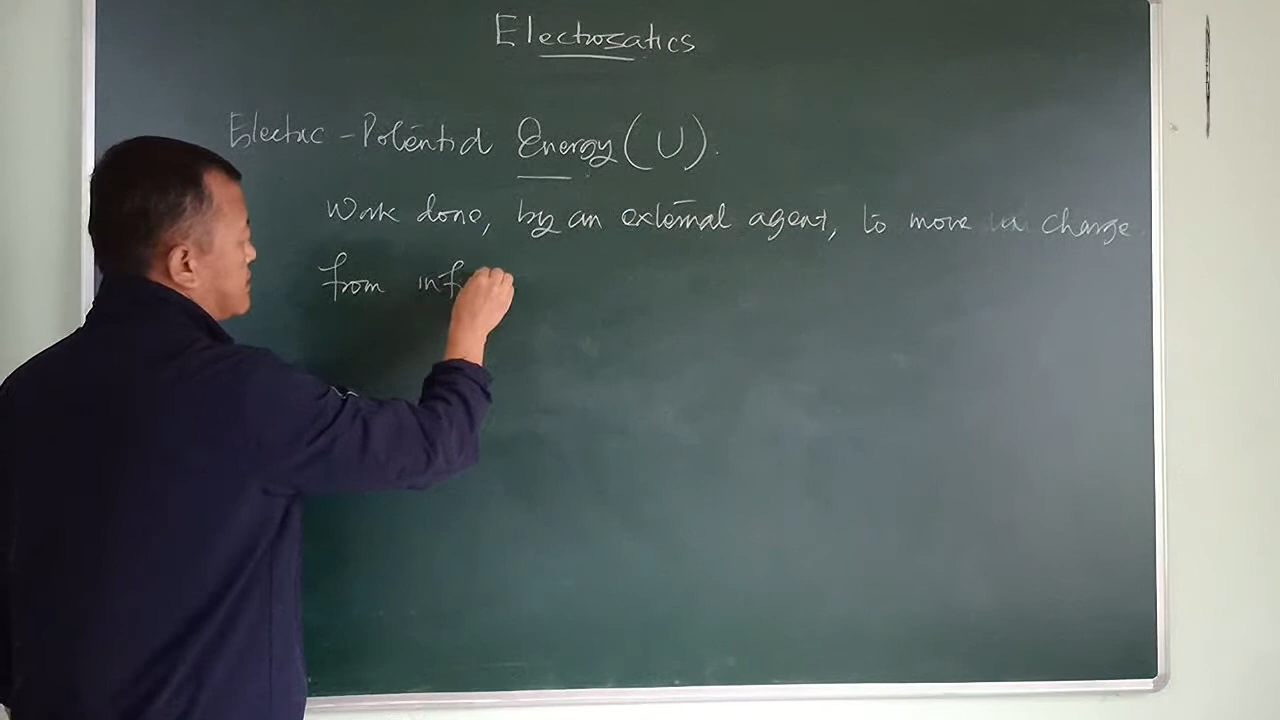 Electrosatics
Electric - Potential Energy (U).
Work done, by an external agent, to move a charge
from inf